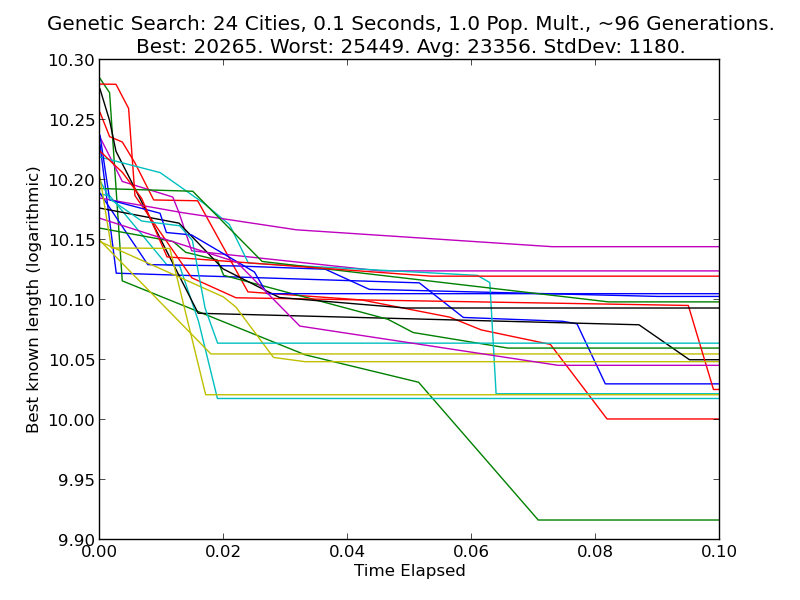 Genetic Search: 24 Cities, 0.1 Seconds, 1.0 Pop. Mult., ~96 Generations.
Best: 20265. Worst: 25449. Avg: 23356. StdDev: 1180.
10.30
10.25
10.20
10.15
10.10
10.05
10.00
9.95
9.90
Best known length (logarithmic)
0.00 0.02 0.04 0.06 0.08 0.10
Time Elapsed